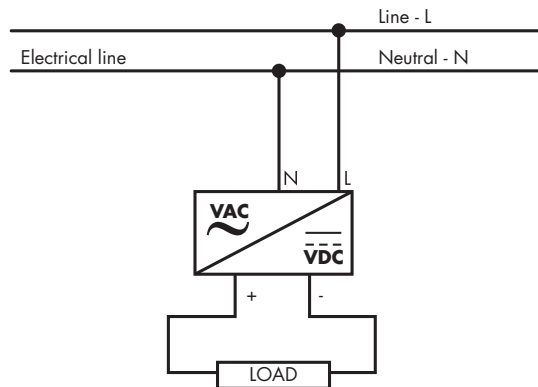 Line - L
Electrical line Neutral - N
N L
VAC
VDC
+ -
LOAD